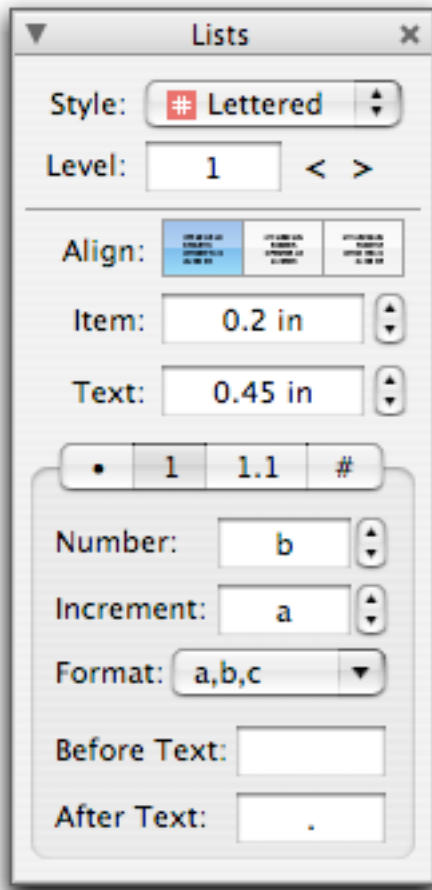 Lists
Style: # Lettered
Level: 1 < >
Align:
Item: 0.2 in
Text: 0.45 in
• 1 1.1 #
Number: b
Increment: a
Format: a,b,c
Before Text:
After Text: .